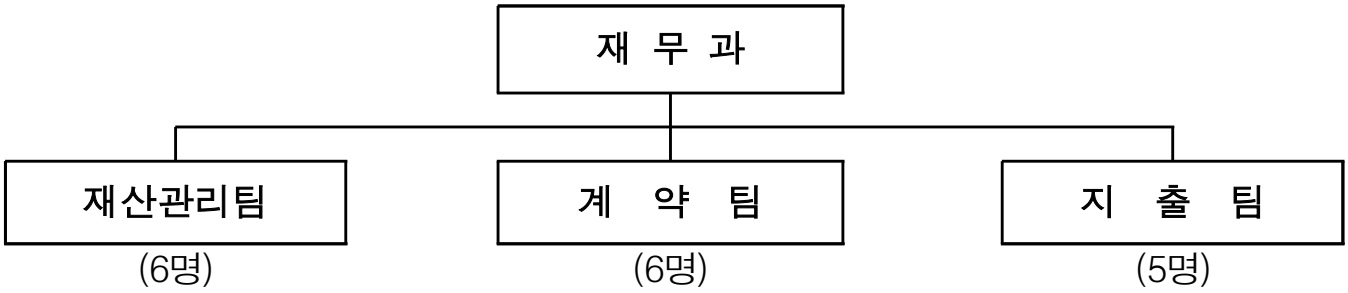 재 무 과
재산관리팀 계 약 팀 지 출 팀
(6명) (6명) (5명)